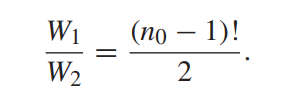 W₁/W₂ = (n₀ − 1)!/2.